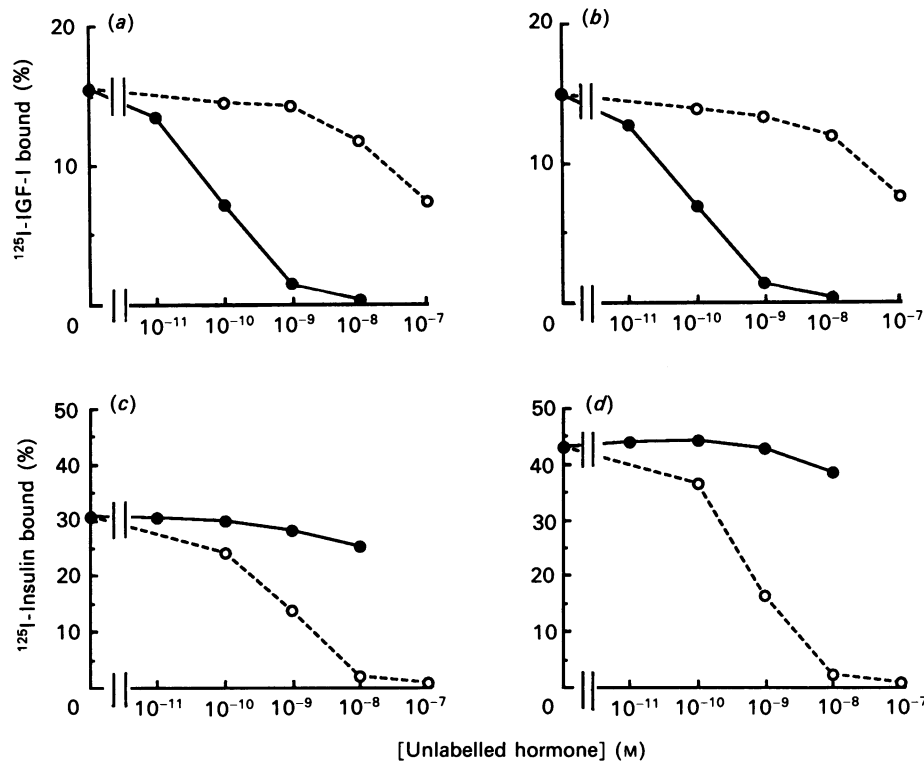 (a)
20
10
0
10⁻¹¹ 10⁻¹⁰ 10⁻⁹ 10⁻⁸ 10⁻⁷
¹²⁵I-IGF-I bound (%)
(b)
20
10
0
10⁻¹¹ 10⁻¹⁰ 10⁻⁹ 10⁻⁸ 10⁻⁷
(c)
50
40
30
20
10
0
10⁻¹¹ 10⁻¹⁰ 10⁻⁹ 10⁻⁸ 10⁻⁷
¹²⁵I-Insulin bound (%)
(d)
50
40
30
20
10
0
10⁻¹¹ 10⁻¹⁰ 10⁻⁹ 10⁻⁸ 10⁻⁷
[Unlabelled hormone] (M)